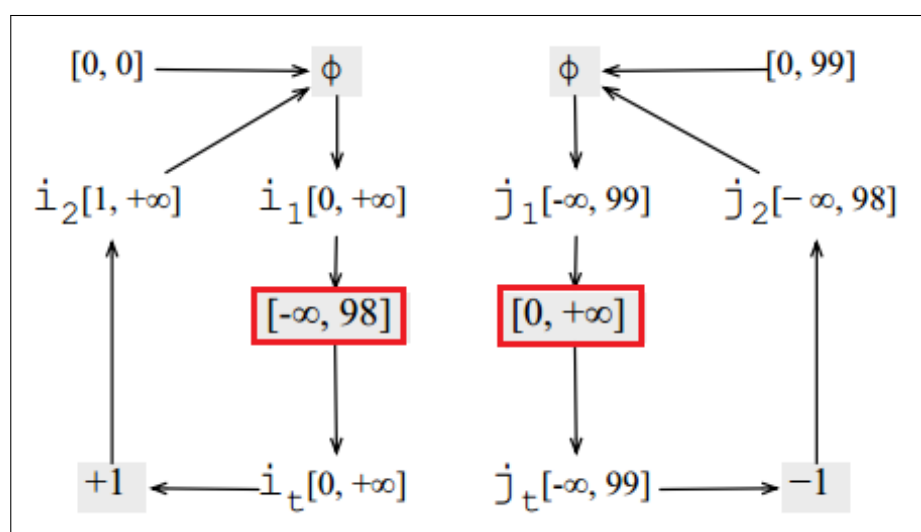 [0, 0] ϕ ϕ [0, 99]
i2[1, +∞] i1[0, +∞] j1[-∞, 99] j2[− ∞, 98]
[-∞, 98] [0, +∞]
+1 it[0, +∞] jt[-∞, 99] −1